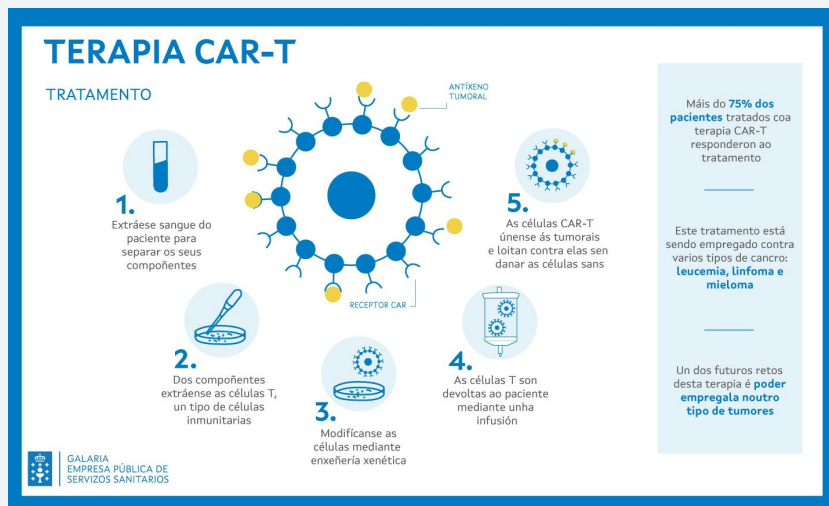 TERAPIA CAR-T
TRATAMENTO
ANTÍXENO
TUMORAL
RECEPTOR CAR
1.
Extráese sangue do
paciente para
separar os seus
compoñentes
2.
Dos compoñentes
extráense as células T,
un tipo de células
inmunitarias
3.
Modifícanse as
células mediante
enxeñería xenética
4.
As células T son
devoltas ao paciente
mediante unha
infusión
5.
As células CAR-T
únense ás tumorais
e loitan contra elas sen
danar as células sans
Máis do 75% dos
pacientes tratados coa
terapia CAR-T
responderon ao
tratamento
Este tratamento está
sendo empregado contra
varios tipos de cancro:
leucemia, linfoma e
mieloma
Un dos futuros retos
desta terapia é poder
empregala noutro
tipo de tumores
GALARIA
EMPRESA PÚBLICA DE
SERVIZOS SANITARIOS